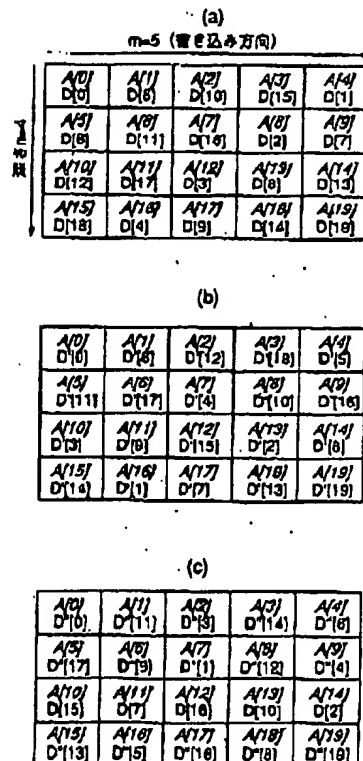 (a)
m=5 (書き込み方向)
n=4
A[0] A[1] A[2] A[3] A[4]
D[0] D[5] D[10] D[15] D[1]
A[5] A[6] A[7] A[8] A[9]
D[6] D[11] D[16] D[2] D[7]
A[10] A[11] A[12] A[13] A[14]
D[12] D[17] D[3] D[8] D[13]
A[15] A[16] A[17] A[18] A[19]
D[18] D[4] D[9] D[14] D[19]
(b)
A[0] A[1] A[2] A[3] A[4]
D'[0] D'[6] D'[12] D'[18] D'[5]
A[5] A[6] A[7] A[8] A[9]
D'[11] D'[17] D'[4] D'[10] D'[16]
A[10] A[11] A[12] A[13] A[14]
D'[3] D'[9] D'[15] D'[2] D'[8]
A[15] A[16] A[17] A[18] A[19]
D'[14] D'[1] D'[7] D'[13] D'[19]
(c)
A[0] A[1] A[2] A[3] A[4]
D"[0] D"[11] D"[3] D"[14] D"[6]
A[5] A[6] A[7] A[8] A[9]
D"[17] D"[9] D"[1] D"[12] D"[4]
A[10] A[11] A[12] A[13] A[14]
D[15] D[7] D[18] D[10] D[2]
A[15] A[16] A[17] A[18] A[19]
D"[13] D"[5] D"[16] D"[8] D"[19]